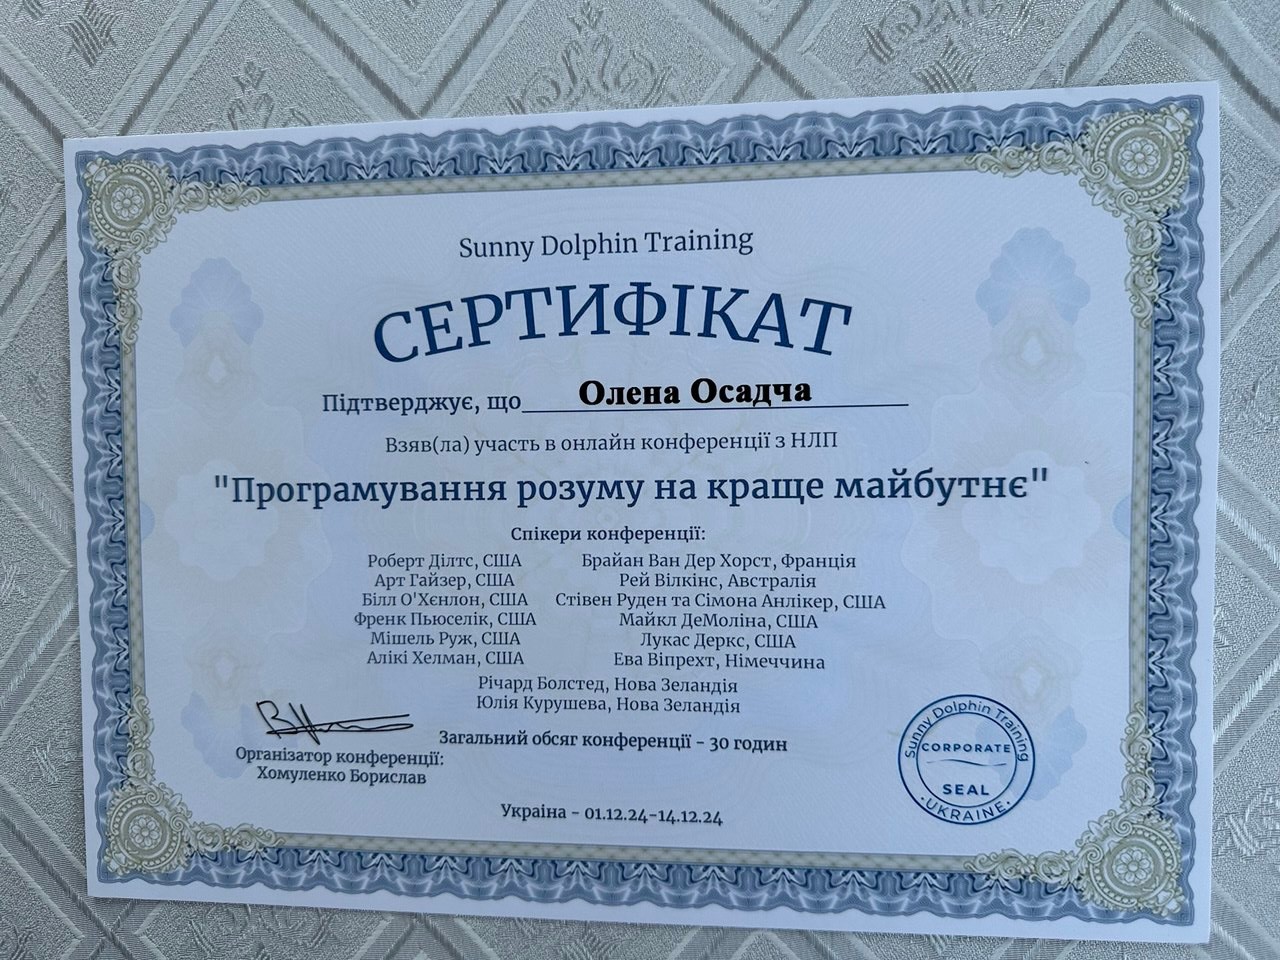 Sunny Dolphin Training
СЕРТИФІКАТ
Підтверджує, що Олена Осадча
Взяв(ла) участь в онлайн конференції з НЛП
"Програмування розуму на краще майбутнє"
Спікери конференції:
Роберт Ділтс, США Брайан Ван Дер Хорст, Франція
Арт Гайзер, США Рей Вілкінс, Австралія
Білл О'Хєнлон, США Стівен Руден та Сімона Анлікер, США
Френк Пьюселік, США Майкл ДеМоліна, США
Мішель Руж, США Лукас Деркс, США
Алікі Хелман, США Ева Віпрехт, Німеччина
Річард Болстед, Нова Зеландія
Юлія Курушева, Нова Зеландія
Загальний обсяг конференції - 30 годин
Організатор конференції:
Хомуленко Борислав
Sunny Dolphin Training
CORPORATE
SEAL
·UKRAINE·
Україна - 01.12.24-14.12.24